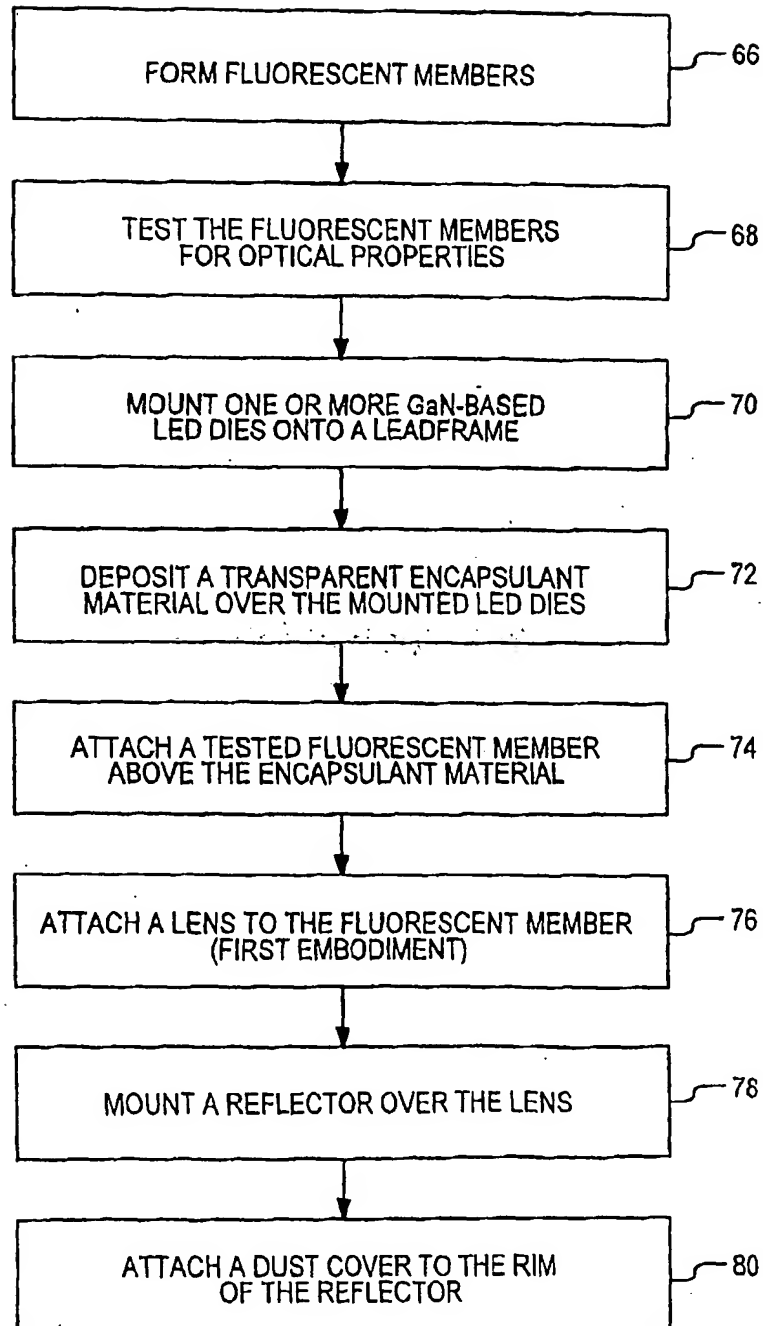 FORM FLUORESCENT MEMBERS
66
TEST THE FLUORESCENT MEMBERS
FOR OPTICAL PROPERTIES
68
MOUNT ONE OR MORE GaN-BASED
LED DIES ONTO A LEADFRAME
70
DEPOSIT A TRANSPARENT ENCAPSULANT
MATERIAL OVER THE MOUNTED LED DIES
72
ATTACH A TESTED FLUORESCENT MEMBER
ABOVE THE ENCAPSULANT MATERIAL
74
ATTACH A LENS TO THE FLUORESCENT MEMBER
(FIRST EMBODIMENT)
76
MOUNT A REFLECTOR OVER THE LENS
78
ATTACH A DUST COVER TO THE RIM
OF THE REFLECTOR
80